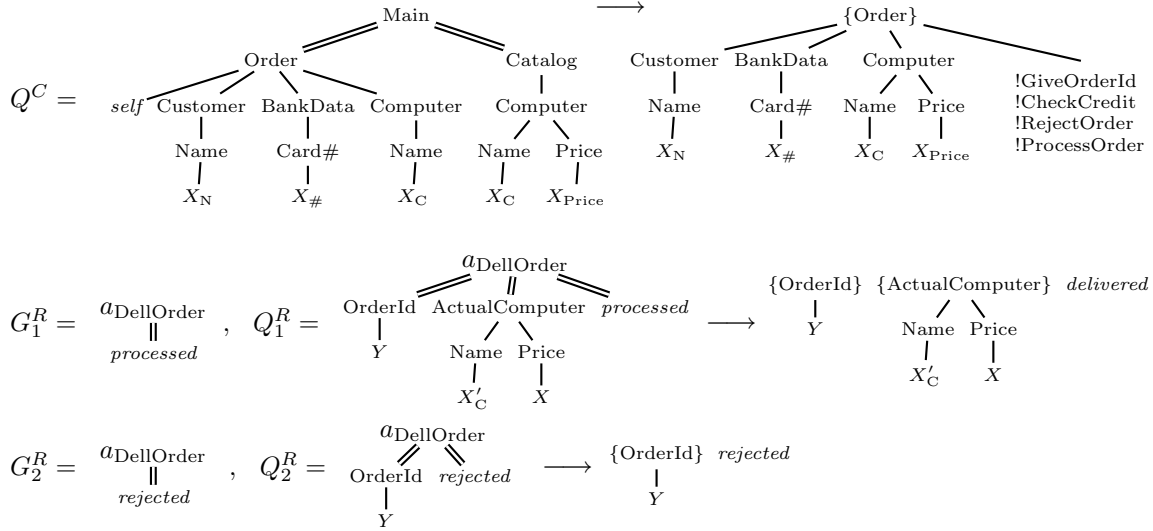 Main ⟶ {Order}
Order Catalog Customer BankData Computer
Q^C = self Customer BankData Computer Computer Name Card# Name Price !GiveOrderId
!CheckCredit
!RejectOrder
Name Card# Name Name Price X_N X_# X_C X_Price !ProcessOrder
X_N X_# X_C X_C X_Price
a_DellOrder
G_1^R = a_DellOrder , Q_1^R = OrderId ActualComputer processed ⟶ {OrderId} {ActualComputer} delivered
processed Y Name Price Y Name Price
X'_C X X'_C X
a_DellOrder
G_2^R = a_DellOrder , Q_2^R = OrderId rejected ⟶ {OrderId} rejected
rejected Y Y